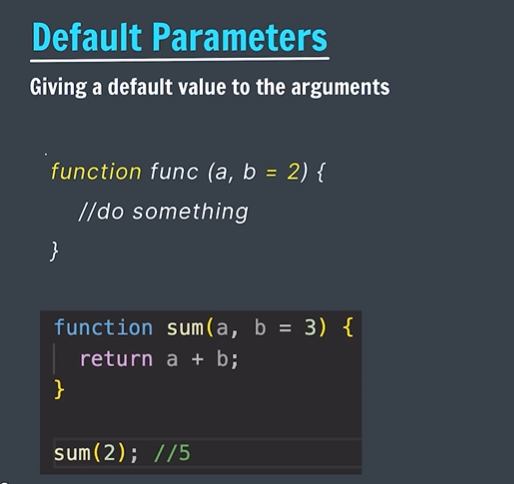 Default Parameters
Giving a default value to the arguments
function func (a, b = 2) {
//do something
}
function sum(a, b = 3) {
return a + b;
}
sum(2); //5